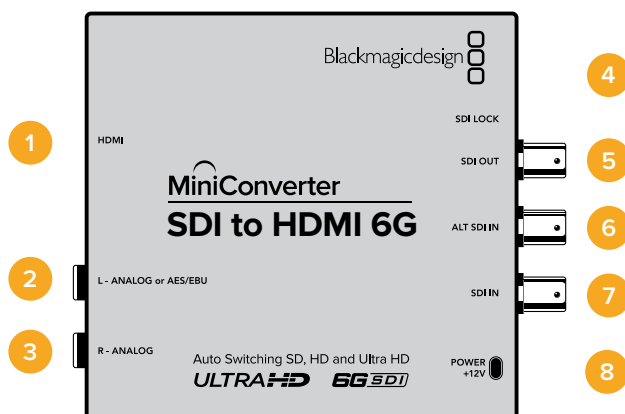 Blackmagicdesign
4
SDI LOCK
1
HDMI
SDI OUT
5
MiniConverter
SDI to HDMI 6G
ALT SDI IN
6
2
L - ANALOG or AES/EBU
SDI IN
7
3
R - ANALOG
Auto Switching SD, HD and Ultra HD
POWER
+12V
8
ULTRA HD 6G SDI